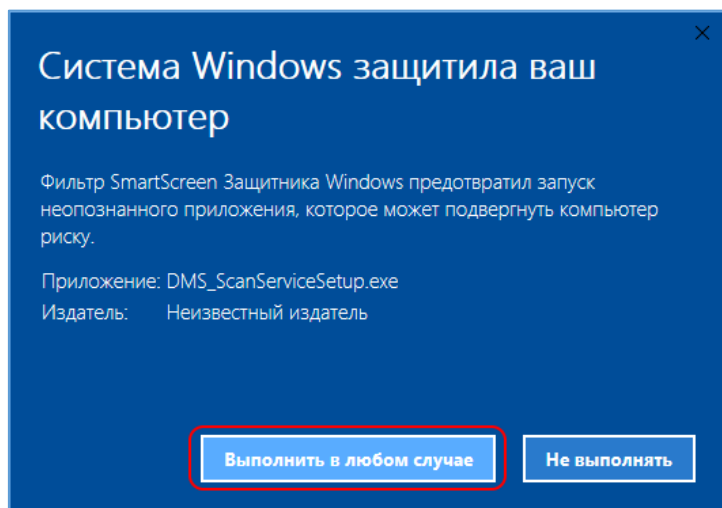 Система Windows защитила ваш
компьютер
Фильтр SmartScreen Защитника Windows предотвратил запуск
неопознанного приложения, которое может подвергнуть компьютер
риску.
Приложение: DMS_ScanServiceSetup.exe
Издатель: Неизвестный издатель
Выполнить в любом случае
Не выполнять